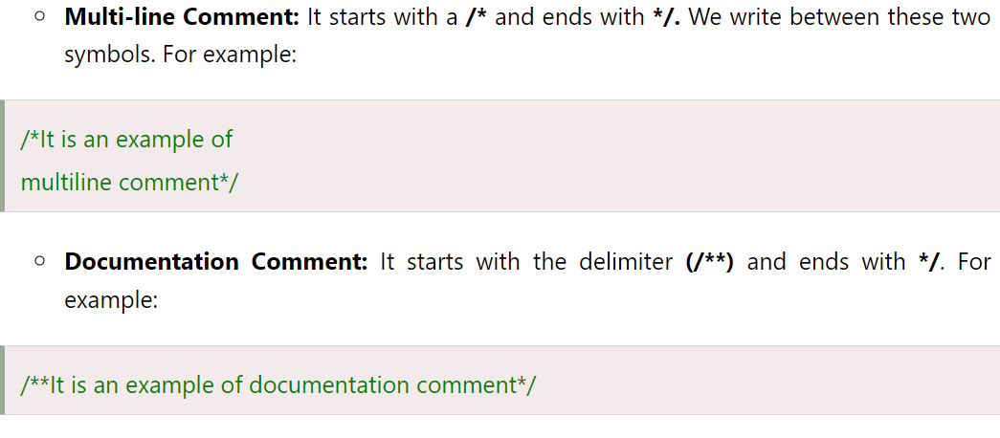 Multi-line Comment: It starts with a /* and ends with */. We write between these two
symbols. For example:
/*It is an example of
multiline comment*/
Documentation Comment: It starts with the delimiter (/**) and ends with */. For
example:
/**It is an example of documentation comment*/